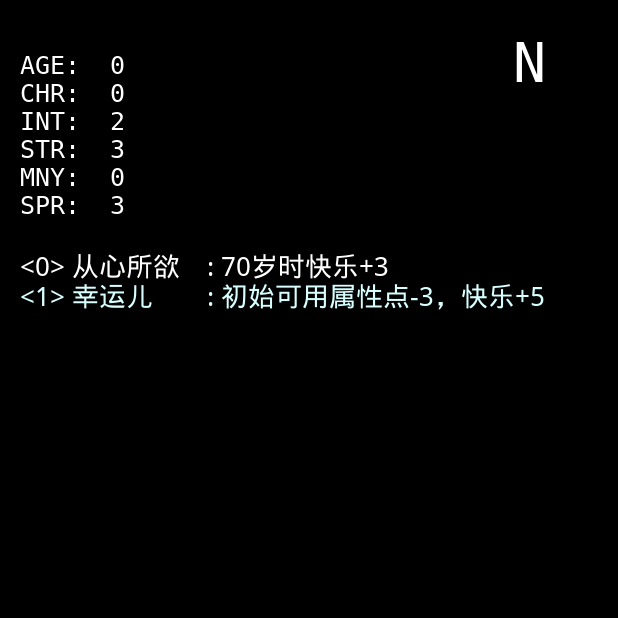 N
AGE: 0
CHR: 0
INT: 2
STR: 3
MNY: 0
SPR: 3
<0> 从心所欲 : 70岁时快乐+3
<1> 幸运儿 : 初始可用属性点-3，快乐+5